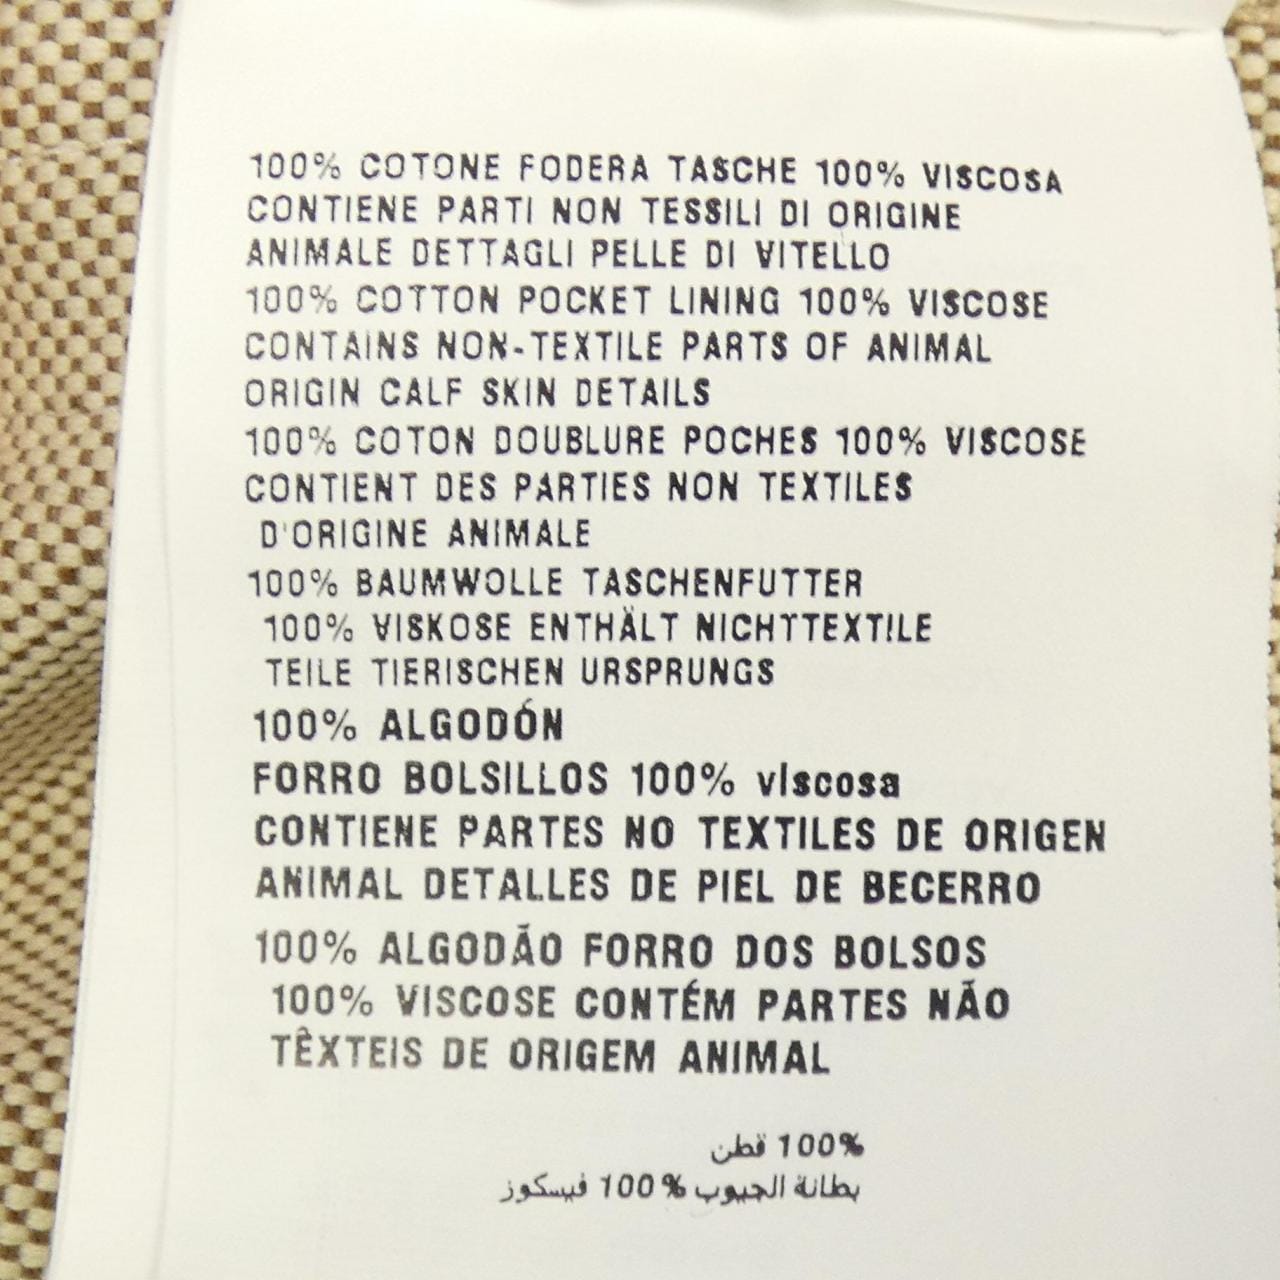 100% COTONE FODERA TASCHE 100% VISCOSA
CONTIENE PARTI NON TESSILI DI ORIGINE
ANIMALE DETTAGLI PELLE DI VITELLO
100% COTTON POCKET LINING 100% VISCOSE
CONTAINS NON-TEXTILE PARTS OF ANIMAL
ORIGIN CALF SKIN DETAILS
100% COTON DOUBLURE POCHES 100% VISCOSE
CONTIENT DES PARTIES NON TEXTILES
D'ORIGINE ANIMALE
100% BAUMWOLLE TASCHENFUTTER
100% VISKOSE ENTHÄLT NICHTTEXTILE
TEILE TIERISCHEN URSPRUNGS
100% ALGODÓN
FORRO BOLSILLOS 100% viscosa
CONTIENE PARTES NO TEXTILES DE ORIGEN
ANIMAL DETALLES DE PIEL DE BECERRO
100% ALGODÃO FORRO DOS BOLSOS
100% VISCOSE CONTÉM PARTES NÃO
TÊXTEIS DE ORIGEM ANIMAL
100% قطن
بطانة الجيوب 100% فيسكوز